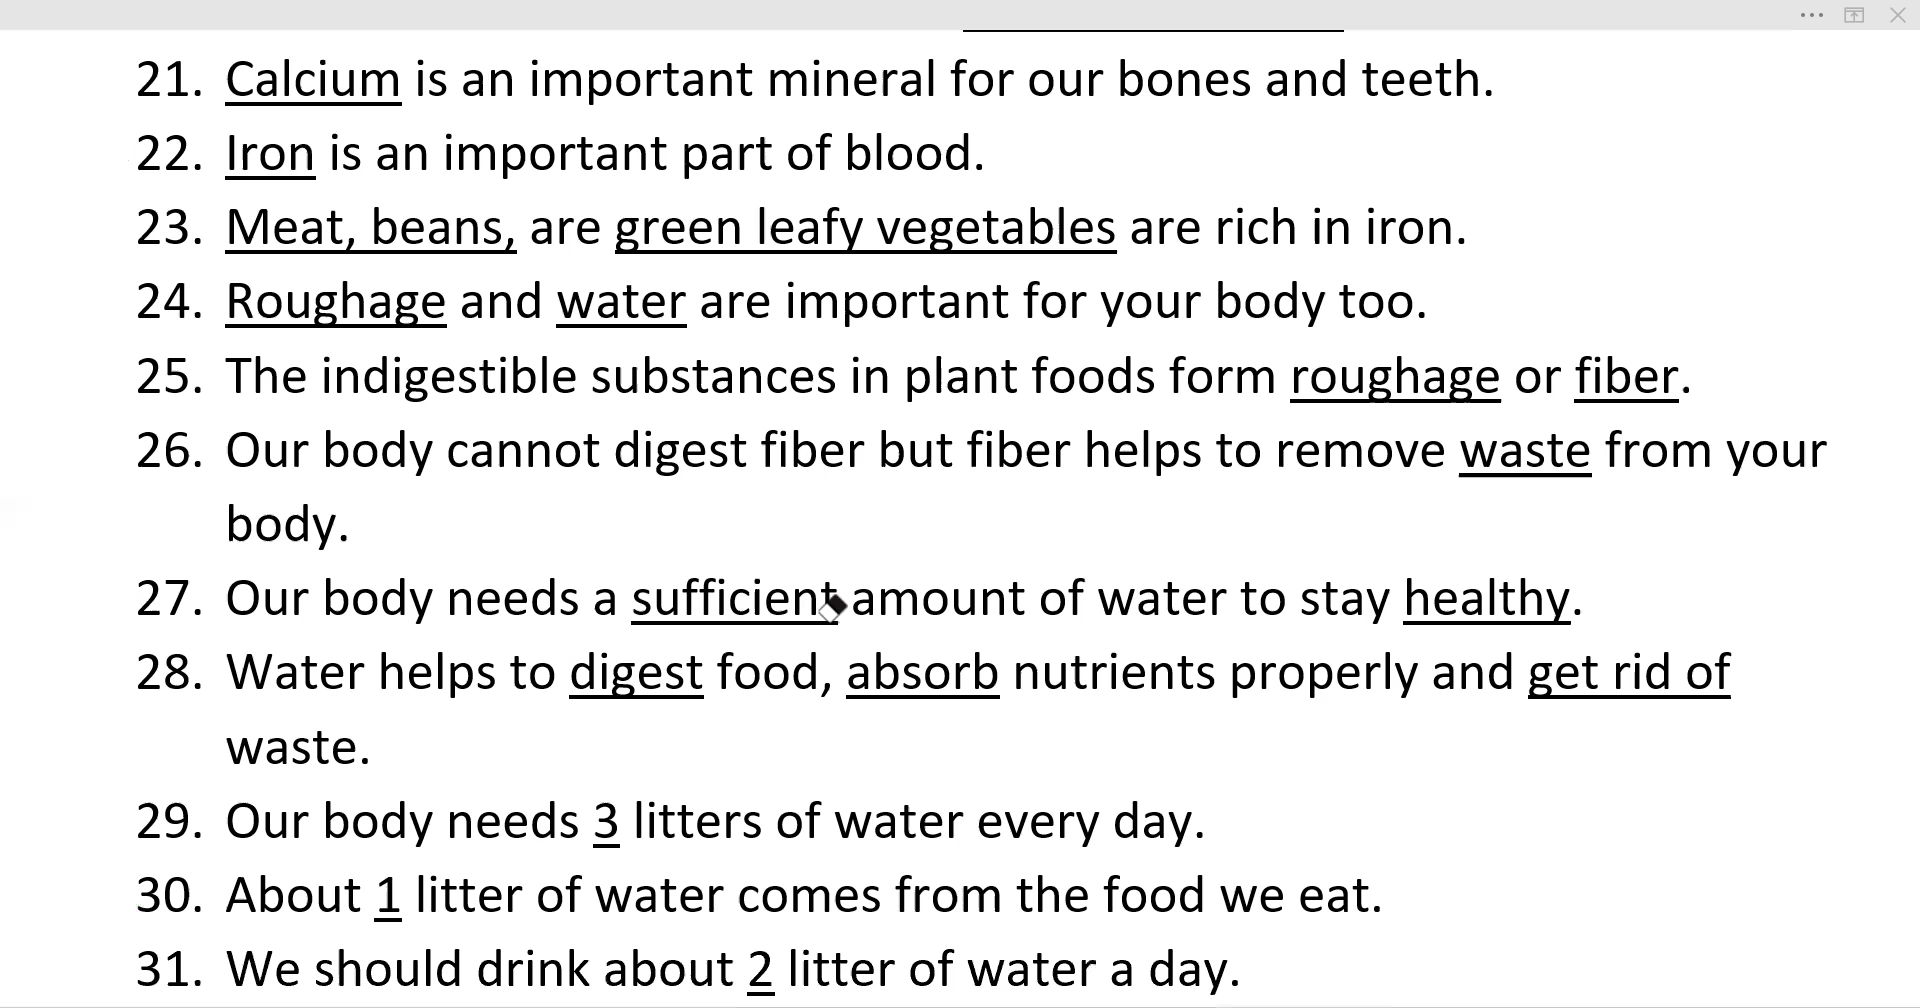 21. Calcium is an important mineral for our bones and teeth.
22. Iron is an important part of blood.
23. Meat, beans, are green leafy vegetables are rich in iron.
24. Roughage and water are important for your body too.
25. The indigestible substances in plant foods form roughage or fiber.
26. Our body cannot digest fiber but fiber helps to remove waste from your
body.
27. Our body needs a sufficient amount of water to stay healthy.
28. Water helps to digest food, absorb nutrients properly and get rid of
waste.
29. Our body needs 3 litters of water every day.
30. About 1 litter of water comes from the food we eat.
31. We should drink about 2 litter of water a day.